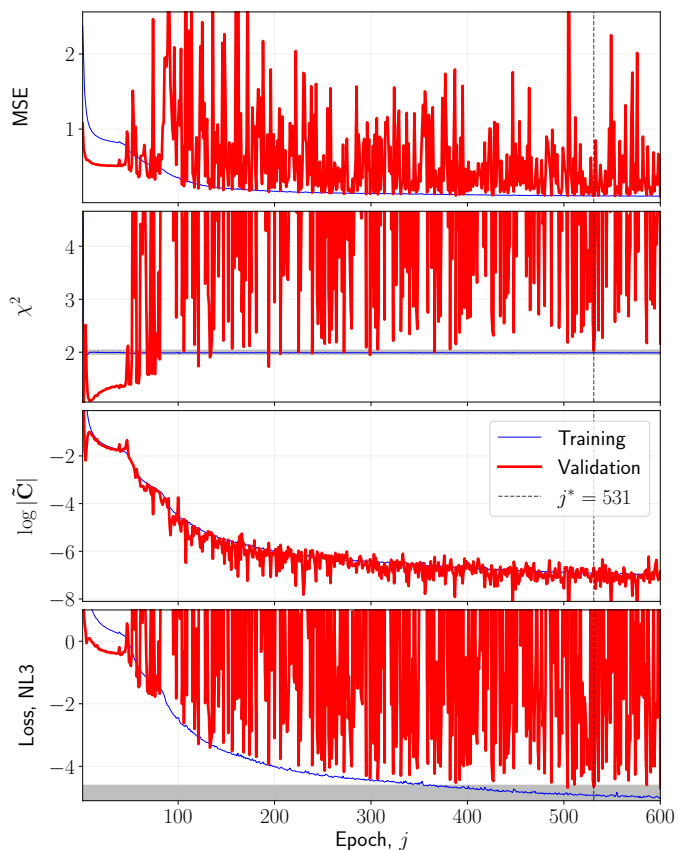 2
1
MSE
4
3
2
χ²
−2
−4
−6
−8
log |C̃|
Training
Validation
j* = 531
0
−2
−4
Loss, NL3
100
200
300
400
500
600
Epoch, j